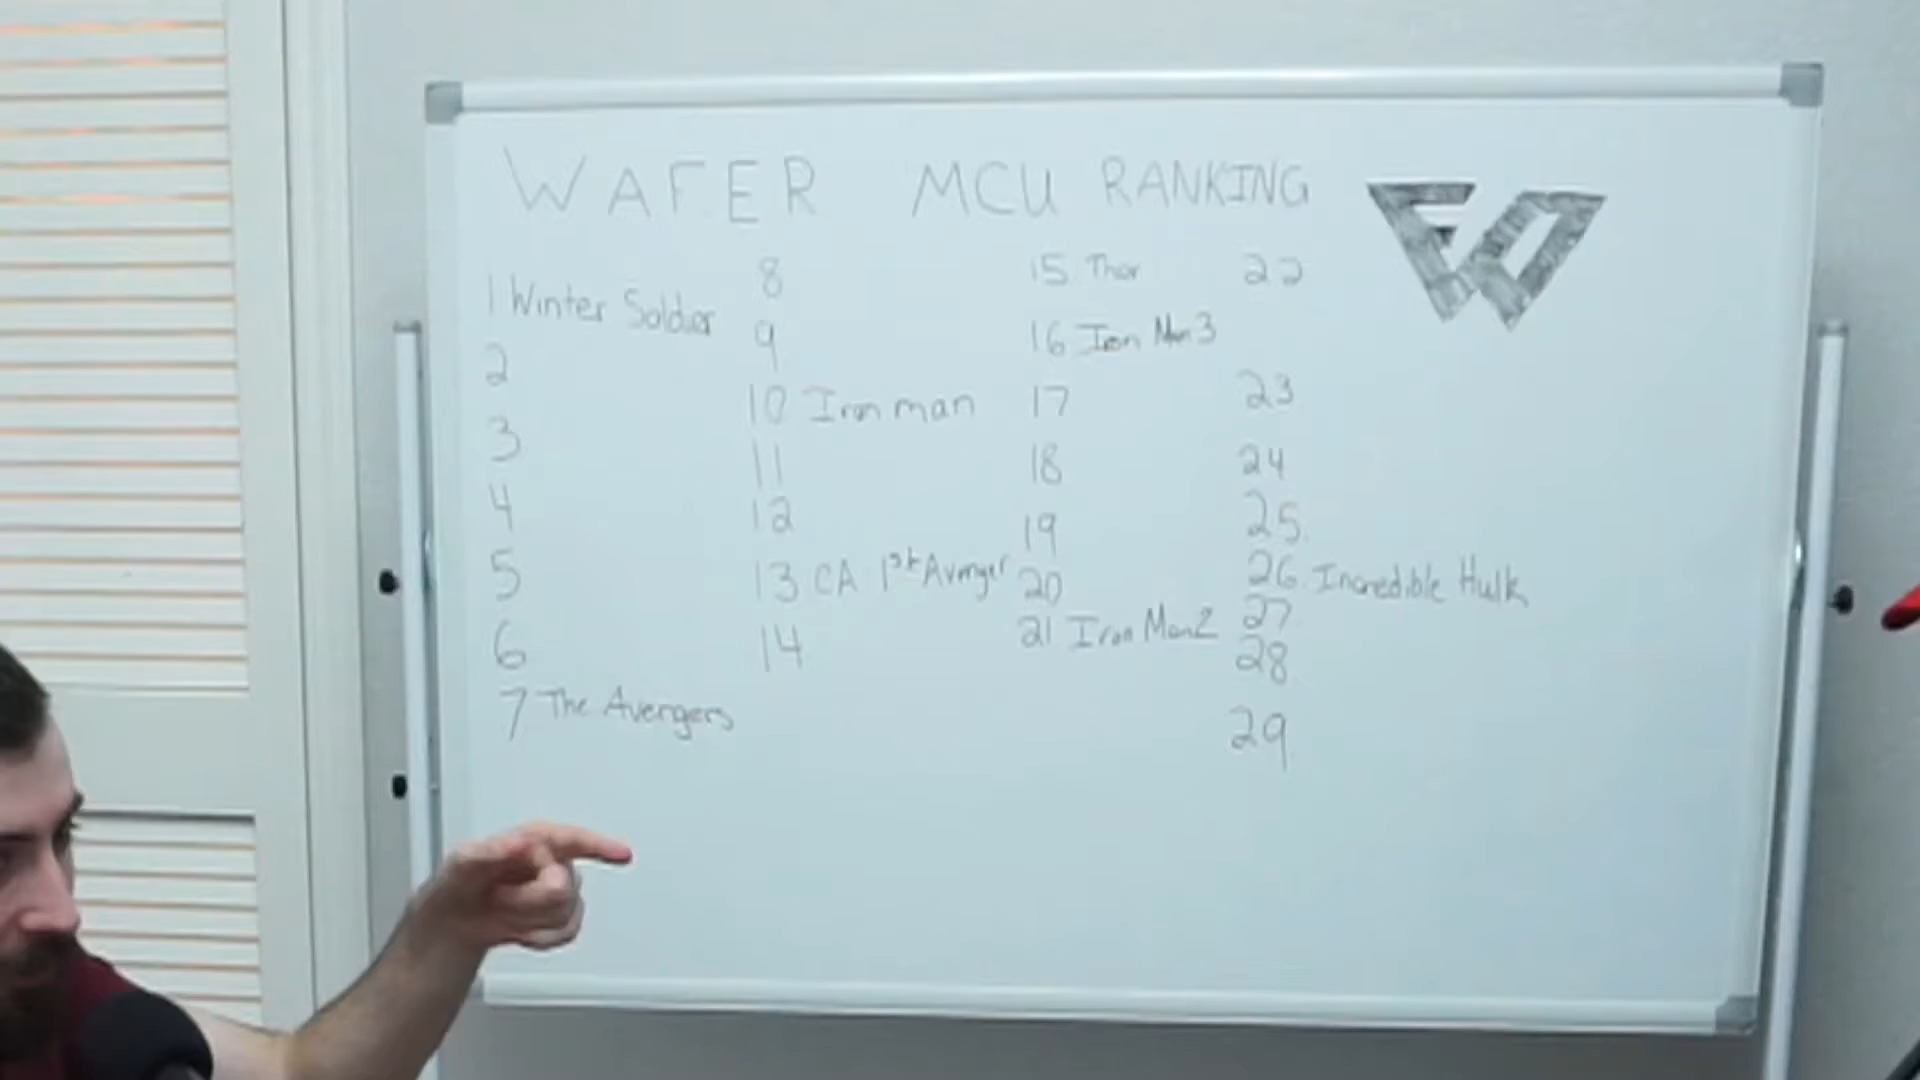 WAFER MCU RANKING
1 Winter Soldier
2
3
4
5
6
7 The Avengers
8
9
10 Iron man
11
12
13 CA 1st Avenger
14
15 Thor
16 Iron Man 3
17
18
19
20
21 Iron Man 2
22
23
24
25
26 Incredible Hulk
27
28
29